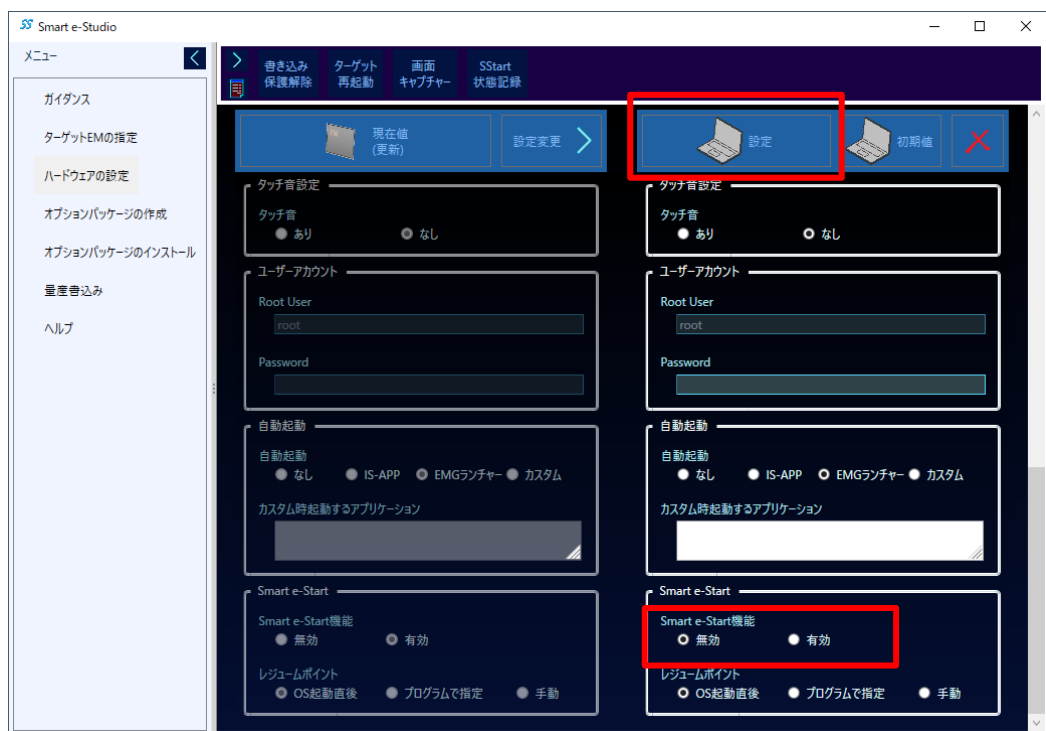 SS Smart e-Studio
メニュー
ガイダンス
ターゲットEMの指定
ハードウェアの設定
オプションパッケージの作成
オプションパッケージのインストール
量産書込み
ヘルプ
書き込み
保護解除
ターゲット
再起動
画面
キャプチャー
SStart
状態記録
現在値
(更新)
設定変更
タッチ音設定
タッチ音
あり なし
ユーザーアカウント
Root User
root
Password
自動起動
自動起動
なし IS-APP EMGランチャー カスタム
カスタム時起動するアプリケーション
Smart e-Start
Smart e-Start機能
無効 有効
レジュームポイント
OS起動直後 プログラムで指定 手動
設定
初期値
タッチ音設定
タッチ音
あり なし
ユーザーアカウント
Root User
root
Password
自動起動
自動起動
なし IS-APP EMGランチャー カスタム
カスタム時起動するアプリケーション
Smart e-Start
Smart e-Start機能
無効 有効
レジュームポイント
OS起動直後 プログラムで指定 手動